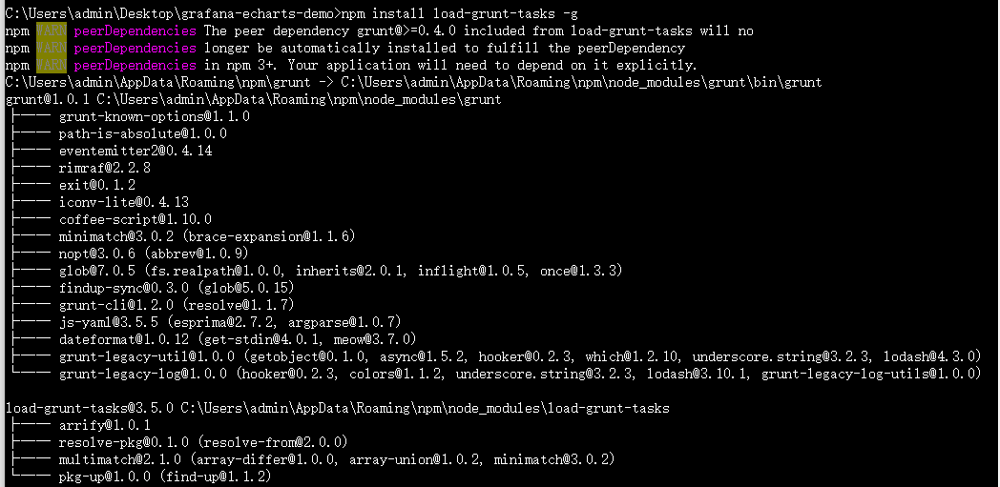 C:\Users\admin\Desktop\grafana-echarts-demo>npm install load-grunt-tasks -g
npm WARN peerDependencies The peer dependency grunt@>=0.4.0 included from load-grunt-tasks will no
npm WARN peerDependencies longer be automatically installed to fulfill the peerDependency
npm WARN peerDependencies in npm 3+. Your application will need to depend on it explicitly.
C:\Users\admin\AppData\Roaming\npm\grunt -> C:\Users\admin\AppData\Roaming\npm\node_modules\grunt\bin\grunt
grunt@1.0.1 C:\Users\admin\AppData\Roaming\npm\node_modules\grunt
├── grunt-known-options@1.1.0
├── path-is-absolute@1.0.0
├── eventemitter2@0.4.14
├── rimraf@2.2.8
├── exit@0.1.2
├── iconv-lite@0.4.13
├── coffee-script@1.10.0
├── minimatch@3.0.2 (brace-expansion@1.1.6)
├── nopt@3.0.6 (abbrev@1.0.9)
├── glob@7.0.5 (fs.realpath@1.0.0, inherits@2.0.1, inflight@1.0.5, once@1.3.3)
├── findup-sync@0.3.0 (glob@5.0.15)
├── grunt-cli@1.2.0 (resolve@1.1.7)
├── js-yaml@3.5.5 (esprima@2.7.2, argparse@1.0.7)
├── dateformat@1.0.12 (get-stdin@4.0.1, meow@3.7.0)
├── grunt-legacy-util@1.0.0 (getobject@0.1.0, async@1.5.2, hooker@0.2.3, which@1.2.10, underscore.string@3.2.3, lodash@4.3.0)
└── grunt-legacy-log@1.0.0 (hooker@0.2.3, colors@1.1.2, underscore.string@3.2.3, lodash@3.10.1, grunt-legacy-log-utils@1.0.0)
load-grunt-tasks@3.5.0 C:\Users\admin\AppData\Roaming\npm\node_modules\load-grunt-tasks
├── arrify@1.0.1
├── resolve-pkg@0.1.0 (resolve-from@2.0.0)
├── multimatch@2.1.0 (array-differ@1.0.0, array-union@1.0.2, minimatch@3.0.2)
└── pkg-up@1.0.0 (find-up@1.1.2)